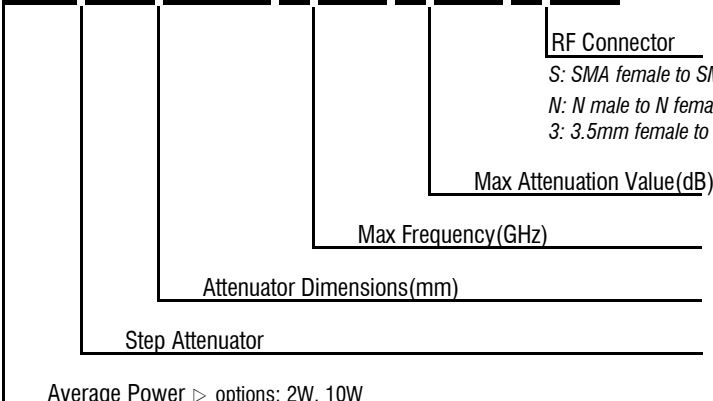 RF Connector
S: SMA female to
N: N male to N
3: 3.5mm female to
Max Attenuation Value(dB)
Max Frequency(GHz)
Attenuator Dimensions(mm)
Step Attenuator
Average Power ▷ options: 2W, 10W